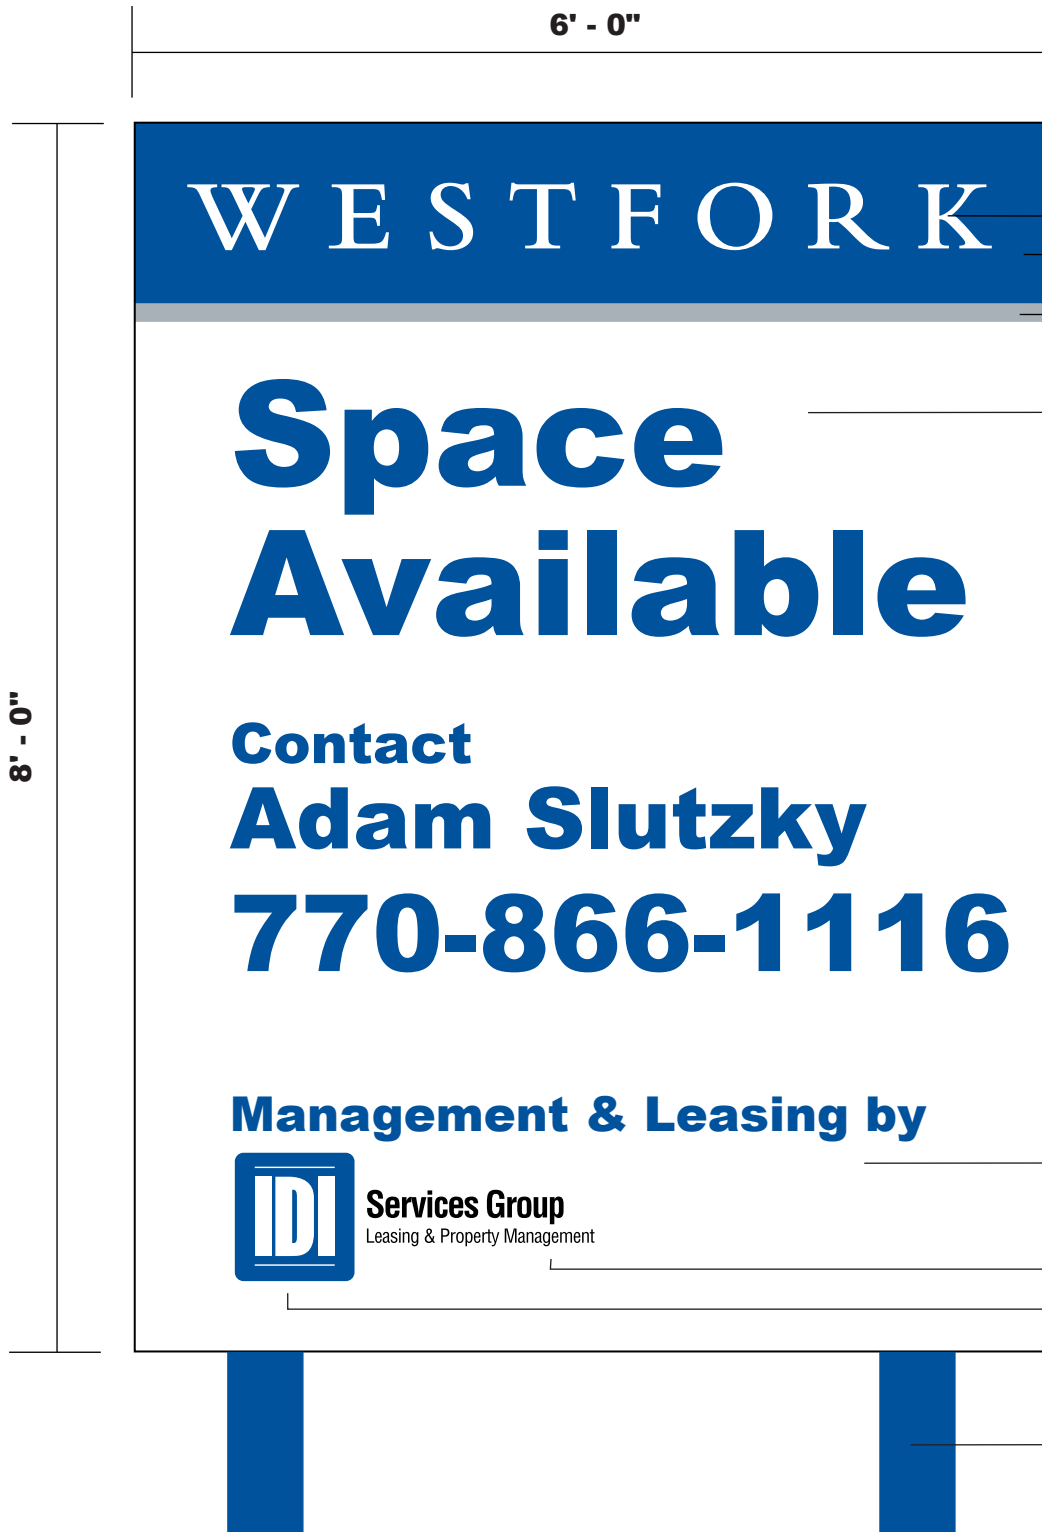 6' - 0"
WESTFORK
Space
Available
8' - 0"
Contact
Adam Slutzky
770-866-1116
Management & Leasing by
IDI
Services Group
Leasing & Property Management